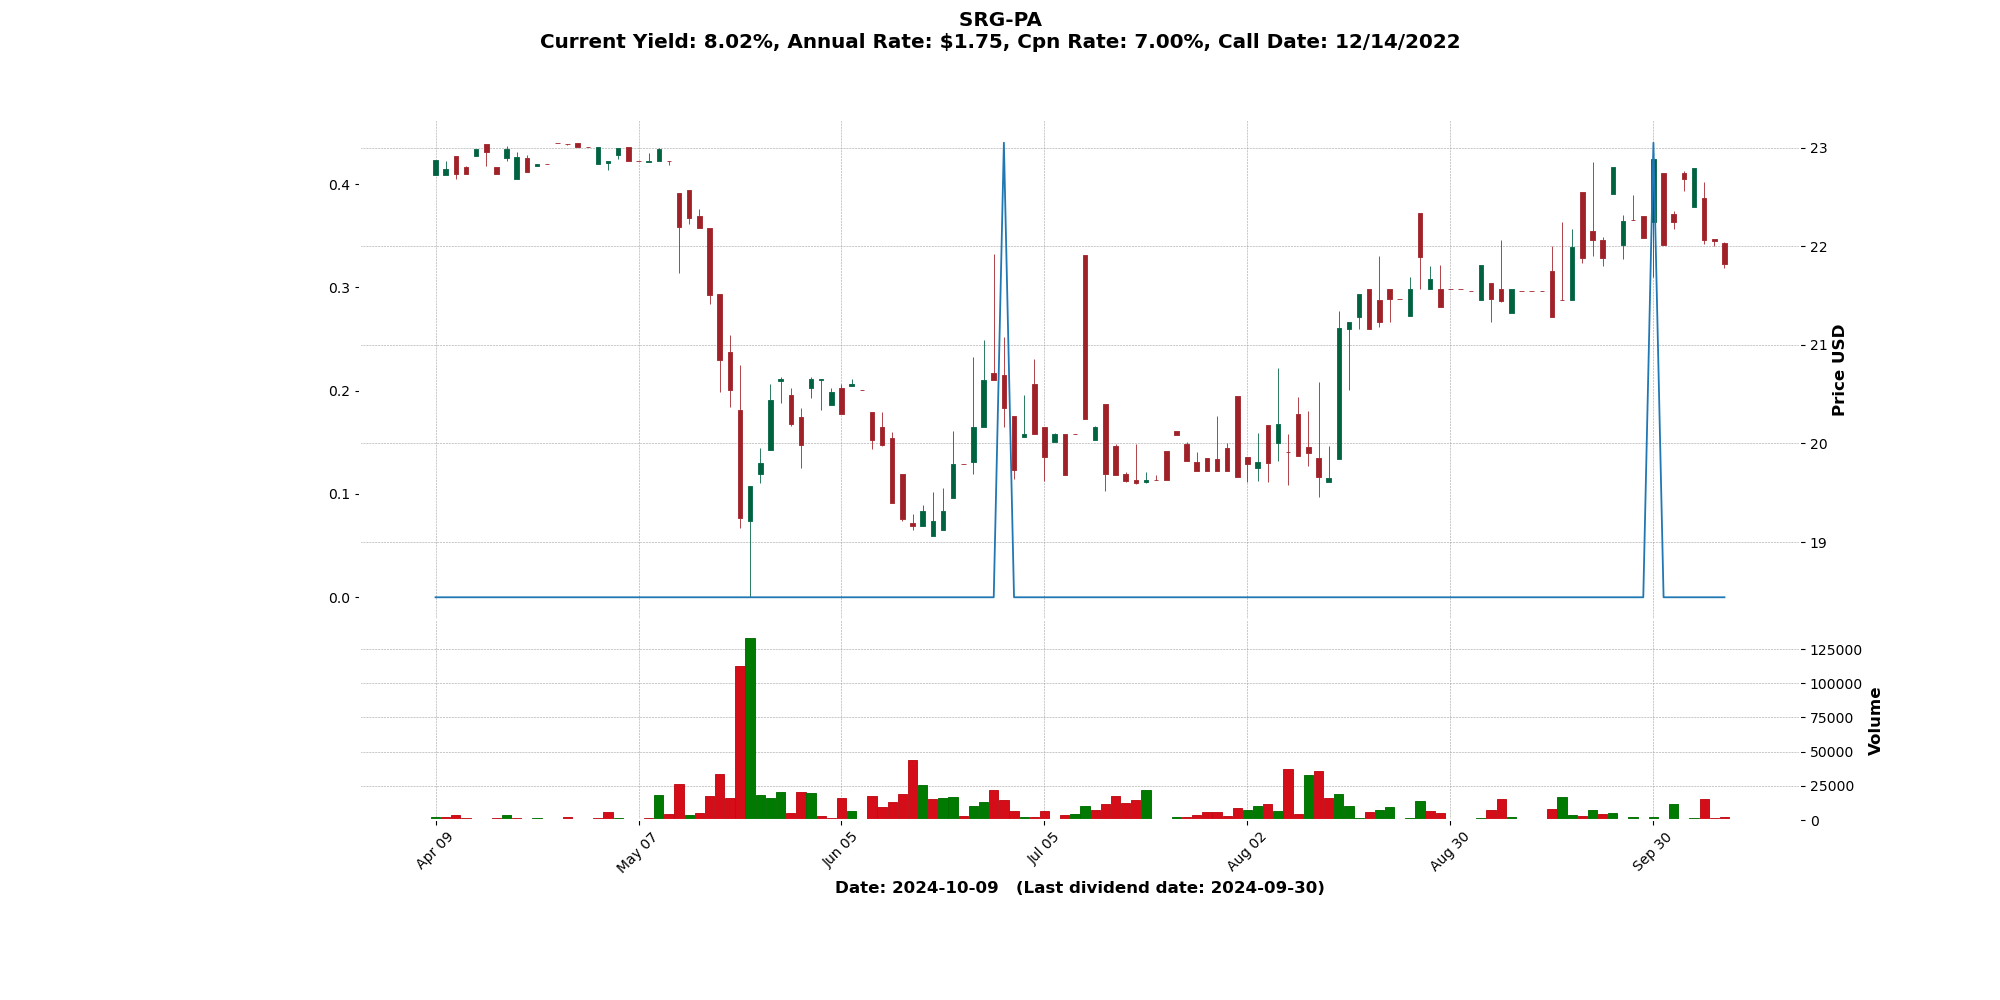 SRG-PA
Current Yield: 8.02%, Annual Rate: $1.75, Cpn Rate: 7.00%, Call Date: 12/14/2022
0.4
0.3
0.2
0.1
0.0
23
22
21
20
19
Price USD
125000
100000
75000
50000
25000
0
Volume
Apr 09
May 07
Jun 05
Jul 05
Aug 02
Aug 30
Sep 30
Date: 2024-10-09   (Last dividend date: 2024-09-30)